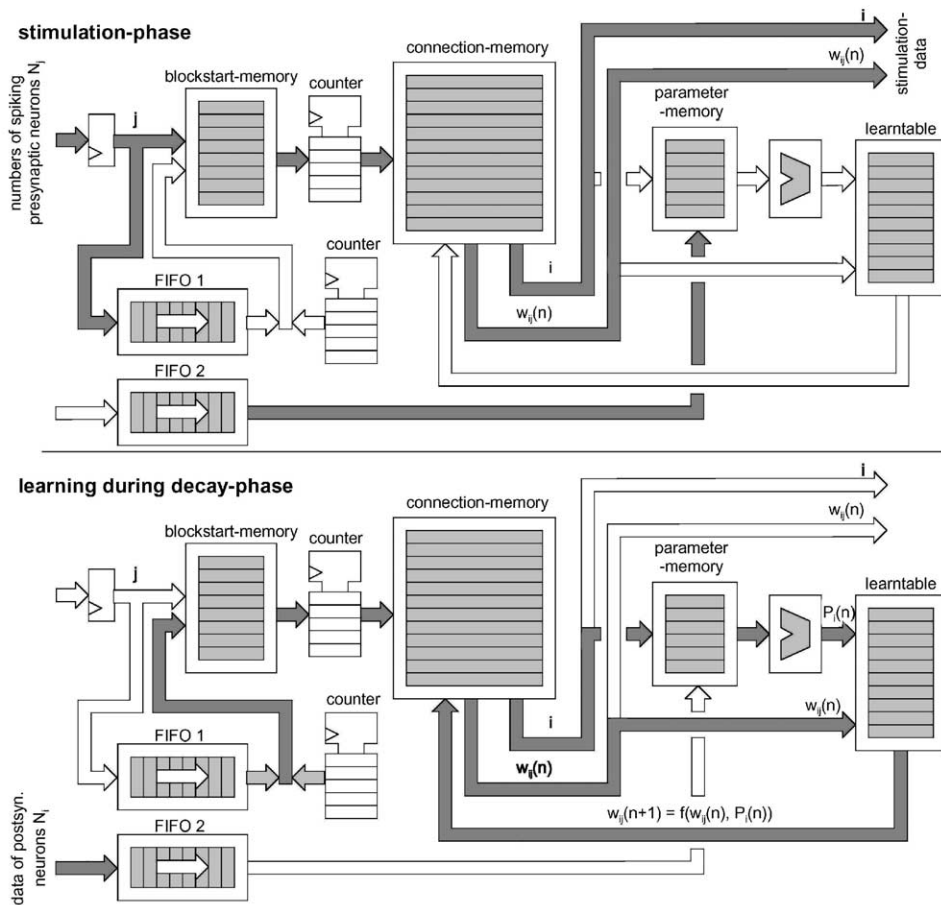 stimulation-phase
numbers of spiking
presynaptic neurons Nj
j
blockstart-memory
counter
connection-memory
i
wij(n)
stimulation-
data
parameter
-memory
learntable
counter
i
wij(n)
FIFO 1
FIFO 2
learning during decay-phase
j
blockstart-memory
counter
connection-memory
i
wij(n)
parameter
-memory
learntable
Pi(n)
counter
i
wij(n)
wij(n)
FIFO 1
wij(n+1) = f(wij(n), Pi(n))
data of postsyn.
neurons Ni
FIFO 2